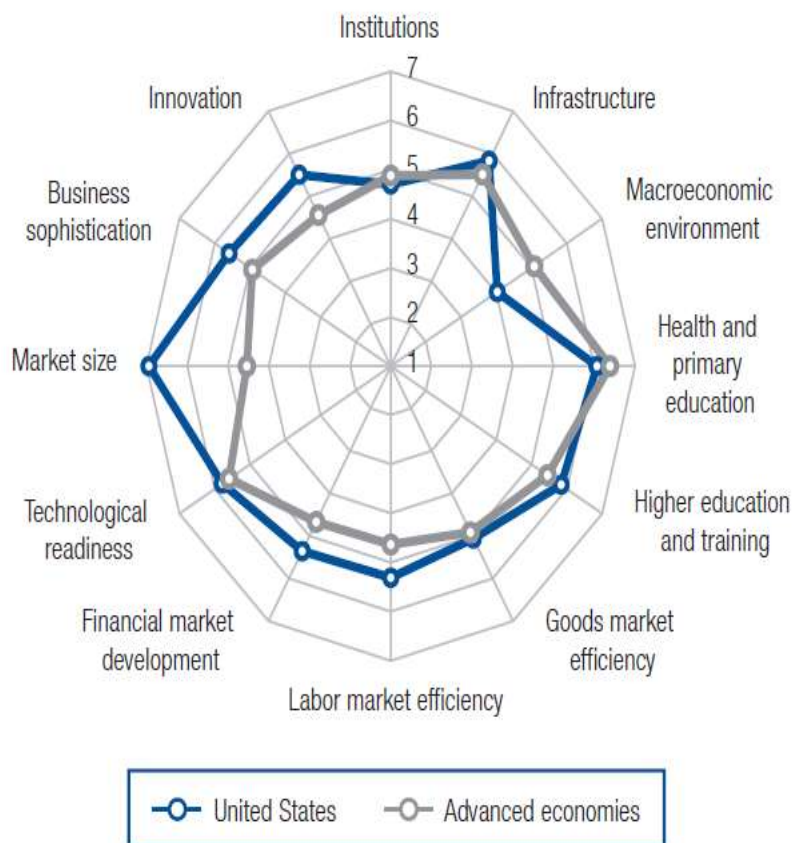 Institutions
7
Innovation
Infrastructure
6
Business
sophistication
5
Macroeconomic
environment
4
3
2
Market size
1
Health and
primary
education
Technological
readiness
Higher education
and training
Financial market
development
Goods market
efficiency
Labor market efficiency
United States
Advanced economies